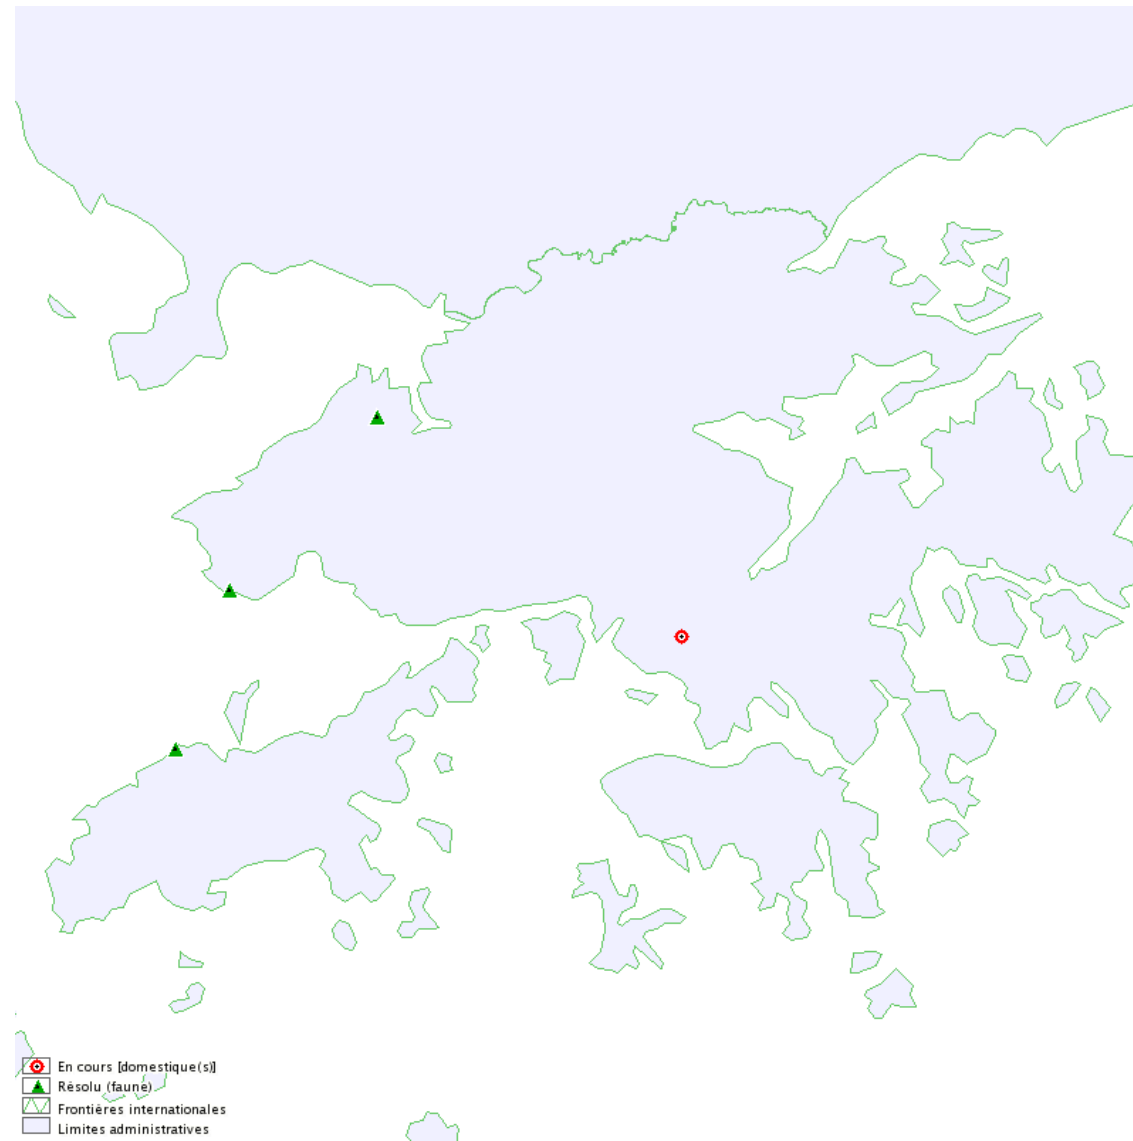 En cours [domestique(s)]
Résolu (faune)
Frontières internationales
Limites administratives